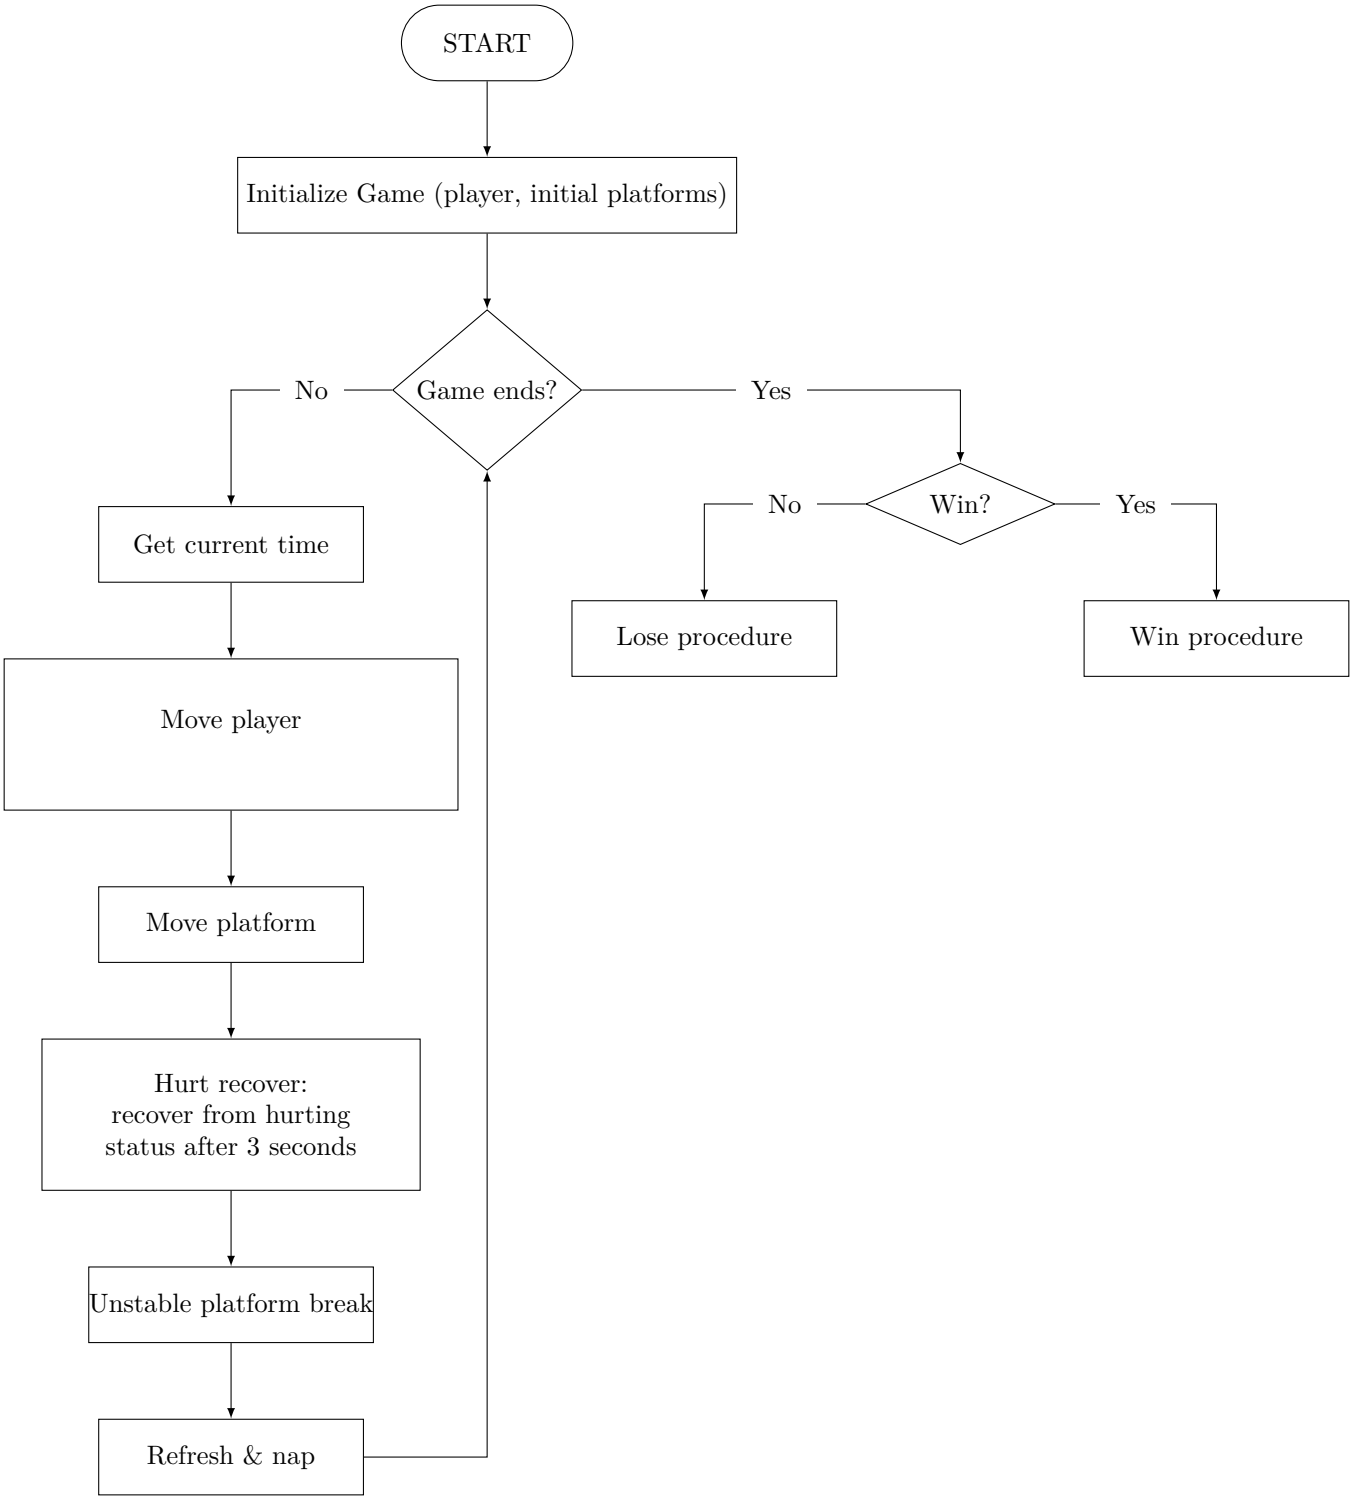 START
Initialize Game (player, initial platforms)
Game ends?
No
Yes
Win?
No
Yes
Get current time
Lose procedure
Win procedure
Move player
Move platform
Hurt recover:
recover from hurting
status after 3 seconds
Unstable platform break
Refresh & nap